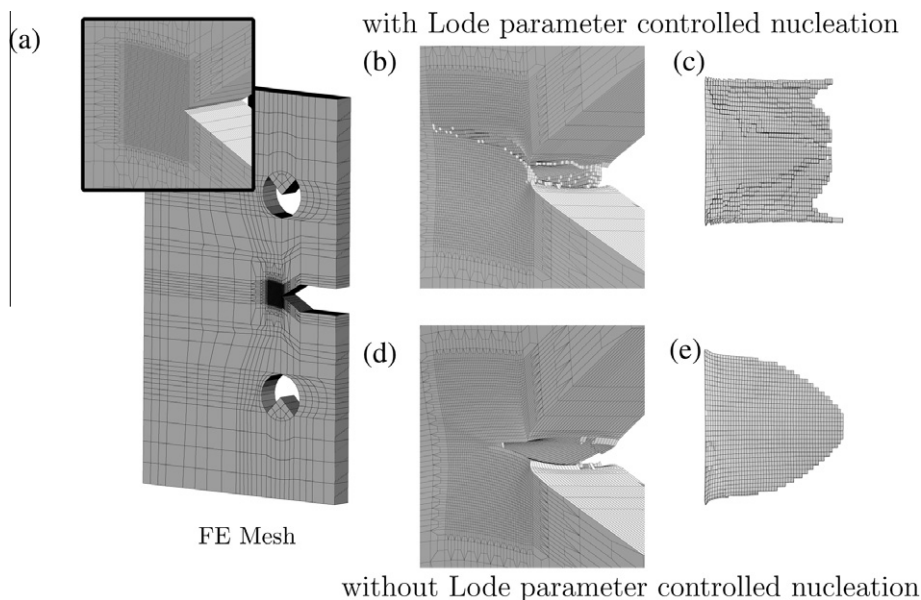 with Lode parameter controlled nucleation
(a)
(b)
(c)
(d)
(e)
FE Mesh
without Lode parameter controlled nucleation